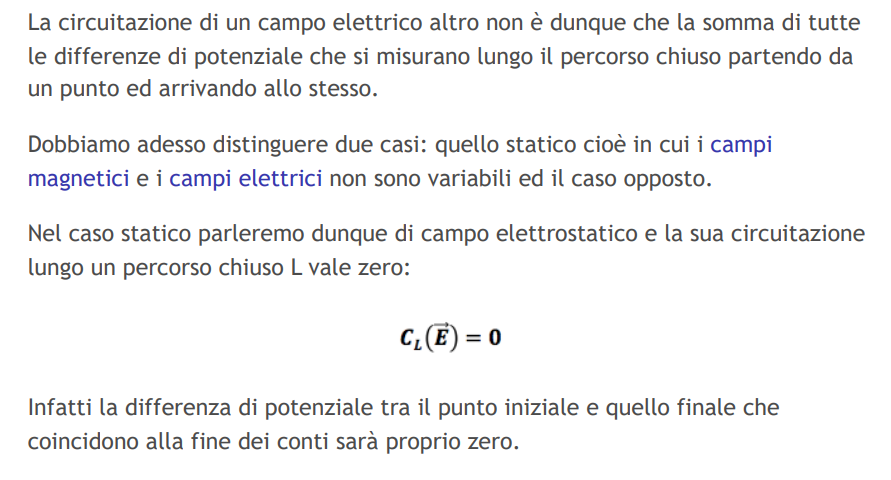 La circuitazione di un campo elettrico altro non è dunque che la somma di tutte
le differenze di potenziale che si misurano lungo il percorso chiuso partendo da
un punto ed arrivando allo stesso.
Dobbiamo adesso distinguere due casi: quello statico cioè in cui i campi
magnetici e i campi elettrici non sono variabili ed il caso opposto.
Nel caso statico parleremo dunque di campo elettrostatico e la sua circuitazione
lungo un percorso chiuso L vale zero:
C_L(E⃗) = 0
Infatti la differenza di potenziale tra il punto iniziale e quello finale che
coincidono alla fine dei conti sarà proprio zero.